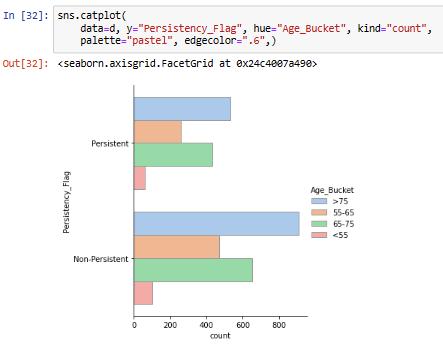 In [32]: sns.catplot(
data=d, y="Persistency_Flag", hue="Age_Bucket", kind="count",
palette="pastel", edgecolor=".6",)
Out[32]: <seaborn.axisgrid.FacetGrid at 0x24c4007a490>
Persistent
Non-Persistent
Persistency_Flag
Age_Bucket
>75
55-65
65-75
<55
0 200 400 600 800
count